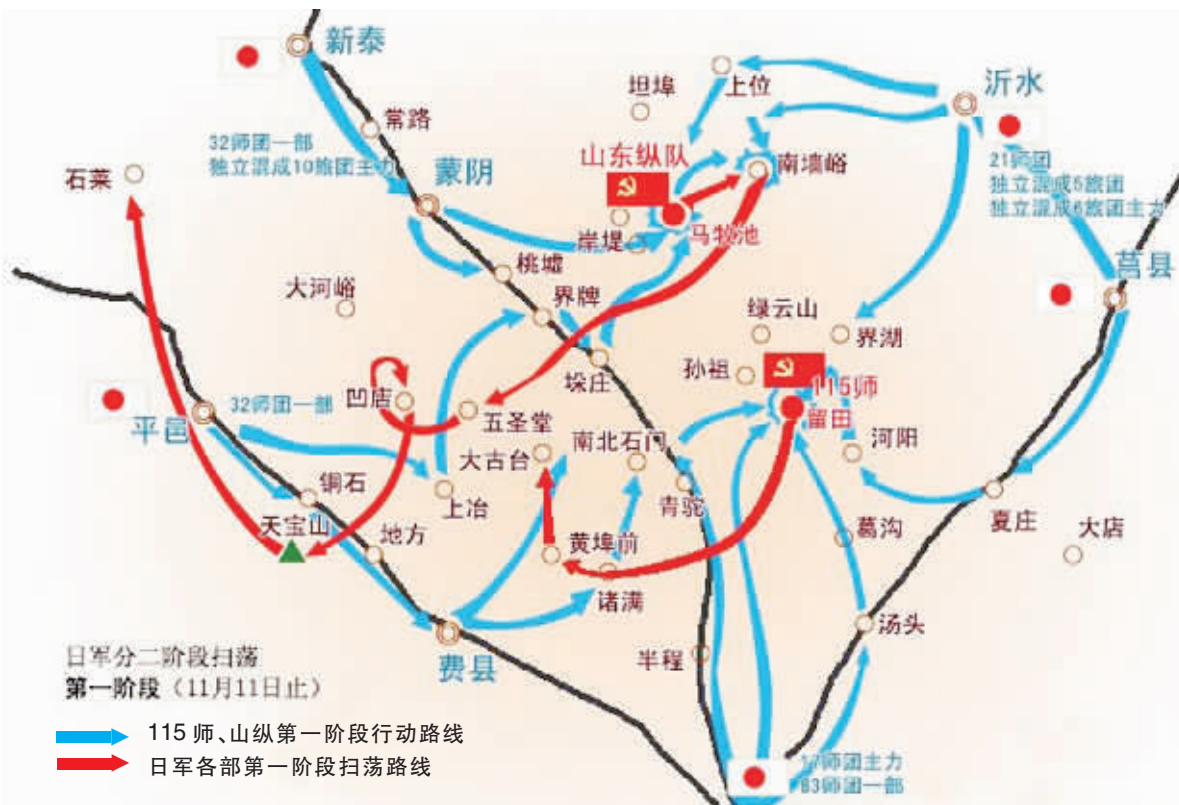 新泰
坦埠
上位
沂水
常路
32师团一部
独立混成10旅团主力
山东纵队
南墙峪
21师团
独立混成5旅团
独立混成6旅团主力
石莱
蒙阴
马牧池
岸堤
莒县
桃墟
大河峪
界牌
绿云山
界湖
垛庄
孙祖
115师
留田
凹店
32师团一部
平邑
五圣堂
大古台
南北石门
河阳
铜石
上冶
青驼
夏庄
天宝山
地方
黄埠前
葛沟
大店
诸满
汤头
费县
半程
日军分二阶段扫荡
第一阶段（11月11日止）
115 师、山纵第一阶段行动路线
日军各部第一阶段扫荡路线
17师团主力
63师团一部